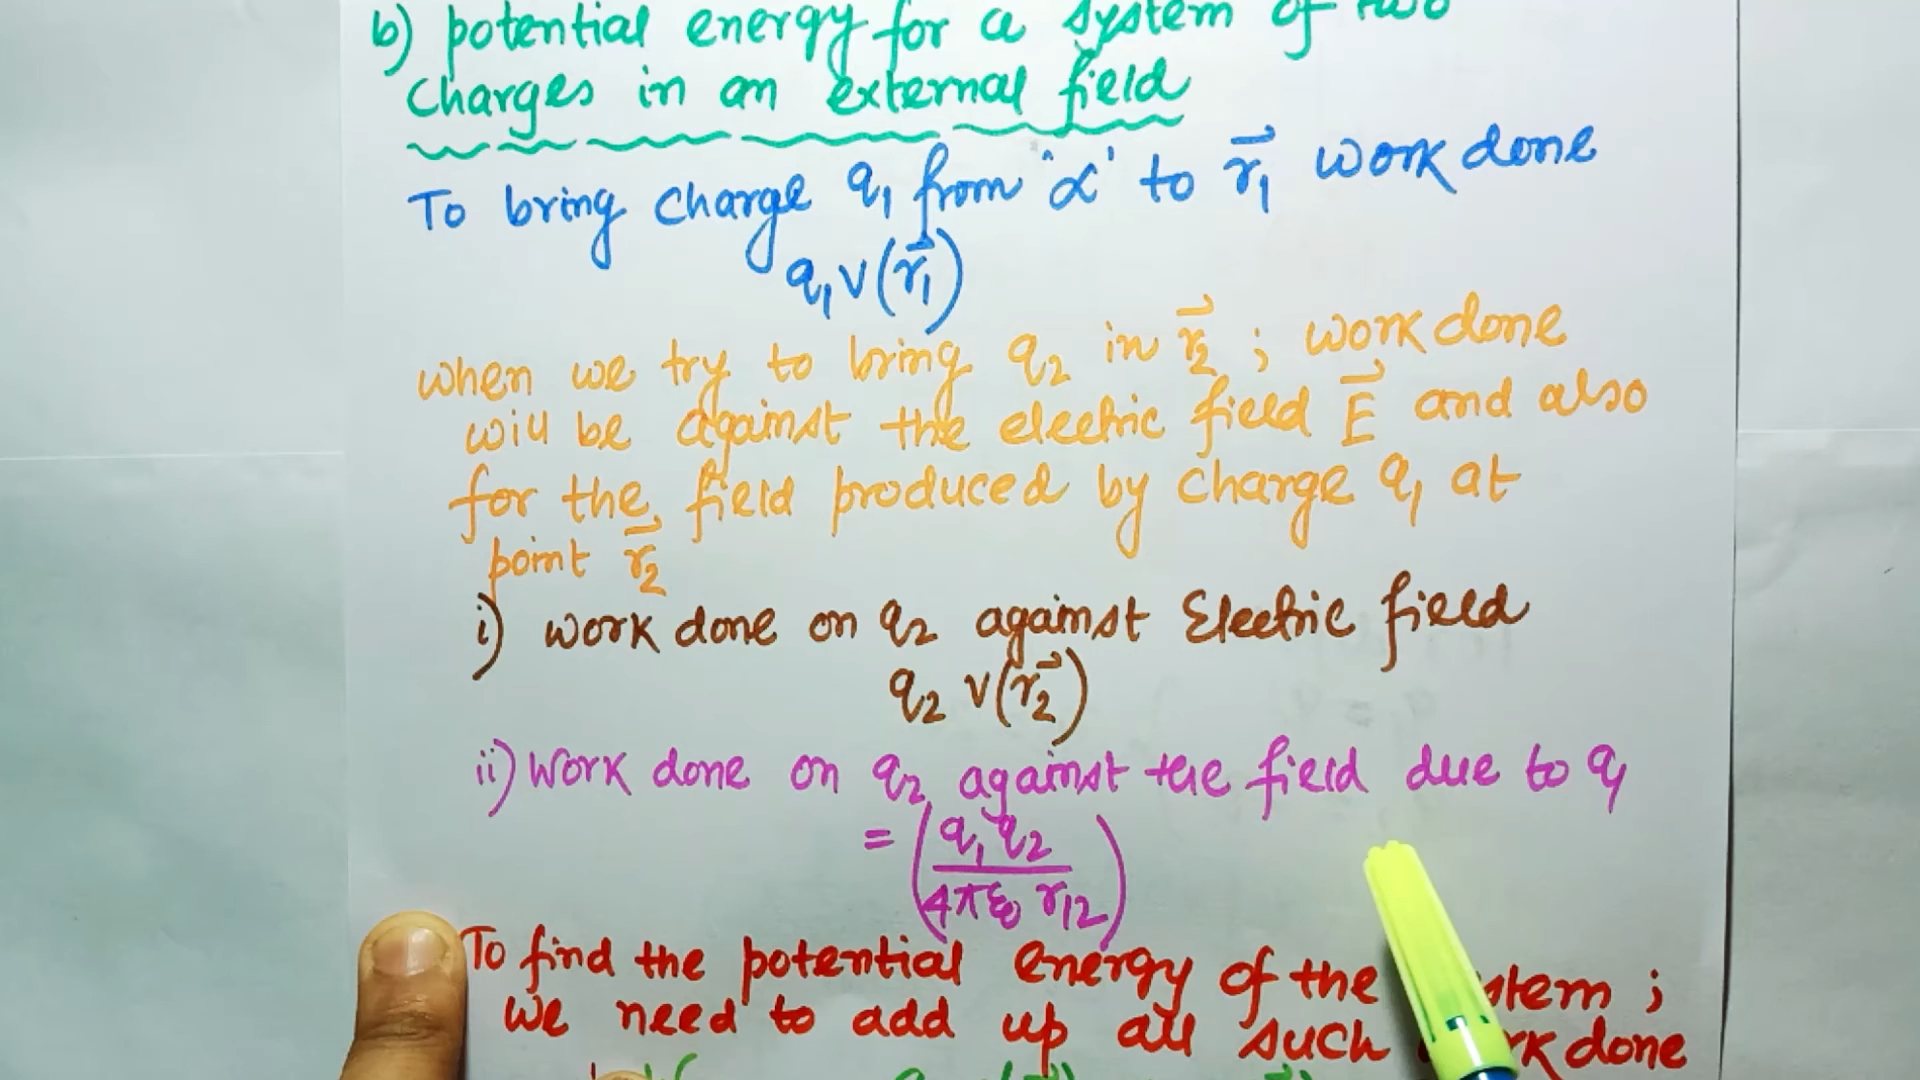 b) potential energy for a system of two
charges in an external field
To bring charge q₁ from '∝' to r⃗₁ work done
q₁V(r⃗₁)
when we try to bring q₂ in r⃗₂ ; work done
will be against the electric field E⃗ and also
for the field produced by charge q₁ at
point r⃗₂
i) work done on q₂ against Electric field
q₂ V(r⃗₂)
ii) Work done on q₂ against the field due to q₁
= (q₁q₂ / 4πε₀ r₁₂)
To find the potential energy of the
we need to add up all such done